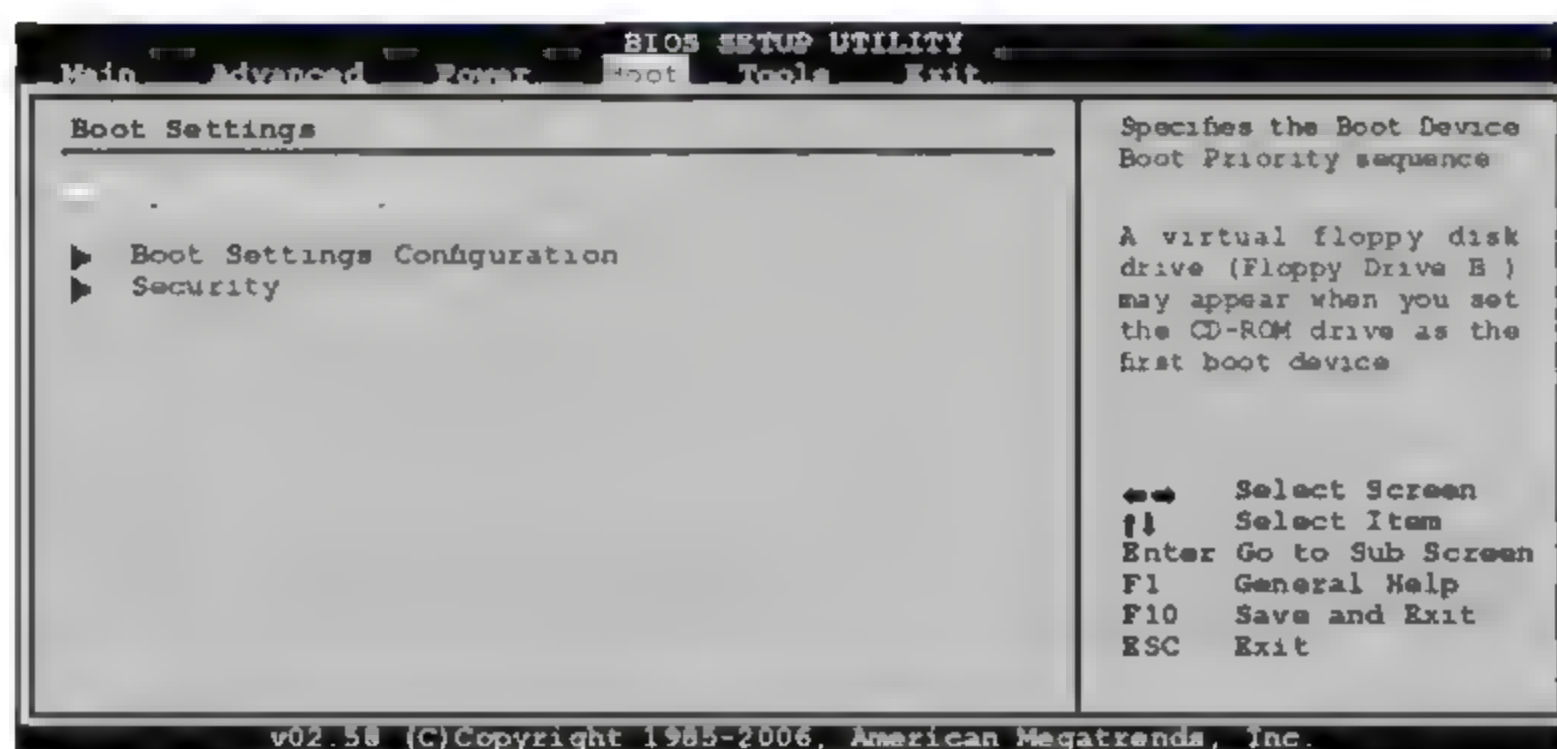 BIOS SETUP UTILITY
Main Advanced Power Boot Tools Exit
Boot Settings
Boot Settings Configuration
Security
Specifies the Boot Device
Boot Priority sequence
A virtual floppy disk
drive (Floppy Drive B )
may appear when you set
the CD-ROM drive as the
first boot device
Select Screen
Select Item
Enter Go to Sub Screen
F1 General Help
F10 Save and Exit
ESC Exit
v02.58 (C)Copyright 1985-2006, American Megatrends, Inc.